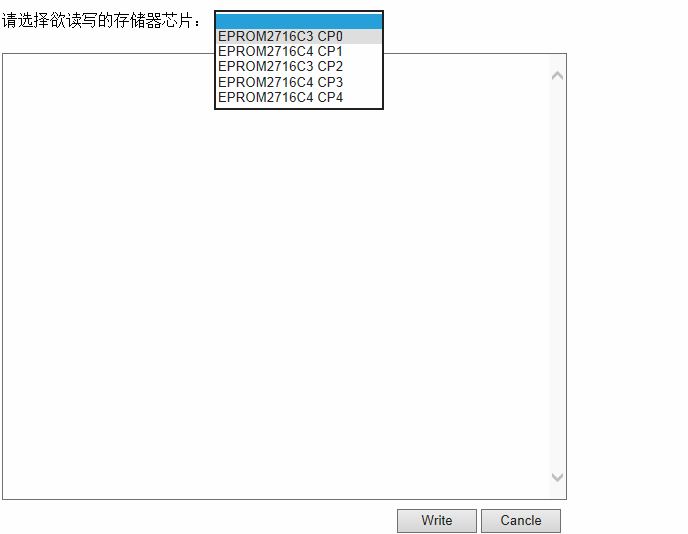 请选择欲读写的存储器芯片：
EPROM2716C3 CP0
EPROM2716C4 CP1
EPROM2716C3 CP2
EPROM2716C4 CP3
EPROM2716C4 CP4
Write
Cancle